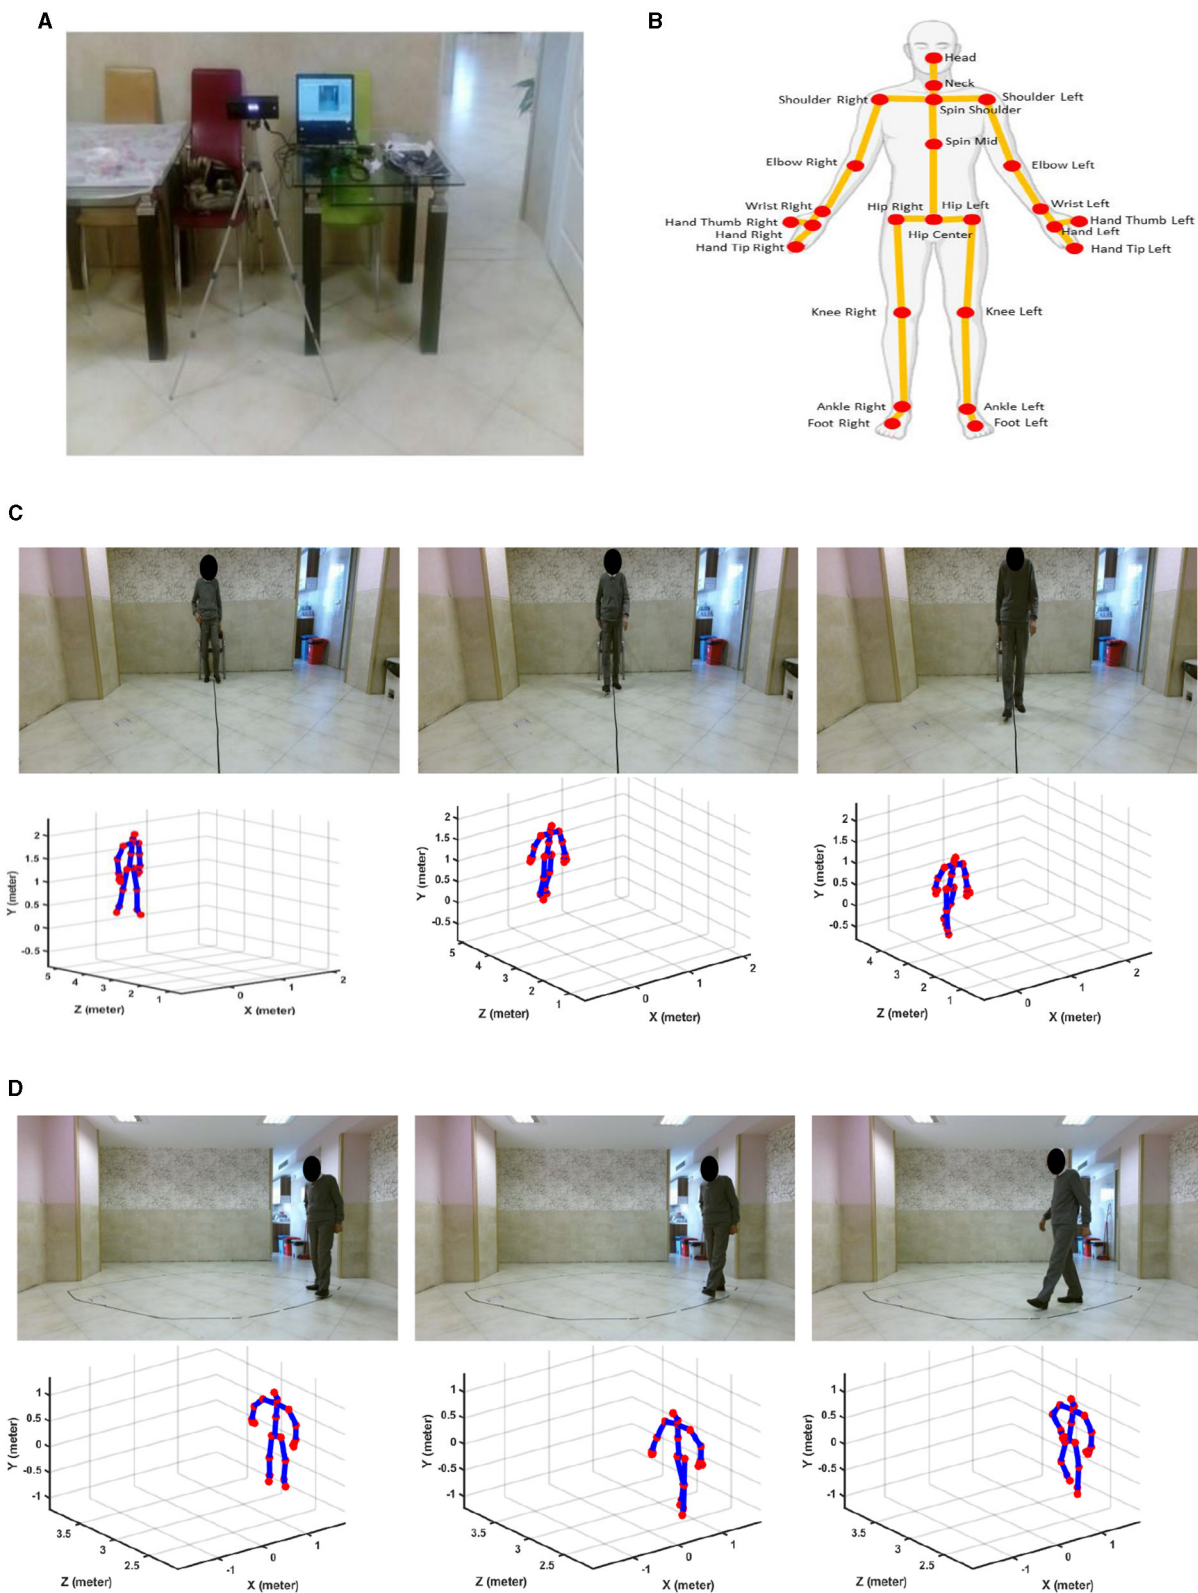 A
B
Head
Neck
Shoulder Right
Shoulder Left
Spin Shoulder
Spin Mid
Elbow Right
Elbow Left
Wrist Right
Hip Right
Hip Left
Wrist Left
Hand Thumb Right
Hand Thumb Left
Hand Right
Hip Center
Hand Left
Hand Tip Right
Hand Tip Left
Knee Right
Knee Left
Ankle Right
Ankle Left
Foot Right
Foot Left
C
2
1.5
1
0.5
0
-0.5
Y (meter)
5
4
3
2
1
Z (meter)
0
1
2
X (meter)
2
1.5
1
0.5
0
-0.5
Y (meter)
5
4
3
2
1
Z (meter)
0
1
2
X (meter)
2
1.5
1
0.5
0
-0.5
Y (meter)
4
3
2
1
Z (meter)
0
1
2
X (meter)
D
1
0.5
0
-0.5
-1
Y (meter)
3.5
3
2.5
Z (meter)
-1
0
1
X (meter)
1
0.5
0
-0.5
-1
Y (meter)
3.5
3
2.5
Z (meter)
-1
0
1
X (meter)
1
0.5
0
-0.5
-1
Y (meter)
3.5
3
2.5
Z (meter)
-1
0
1
X (meter)